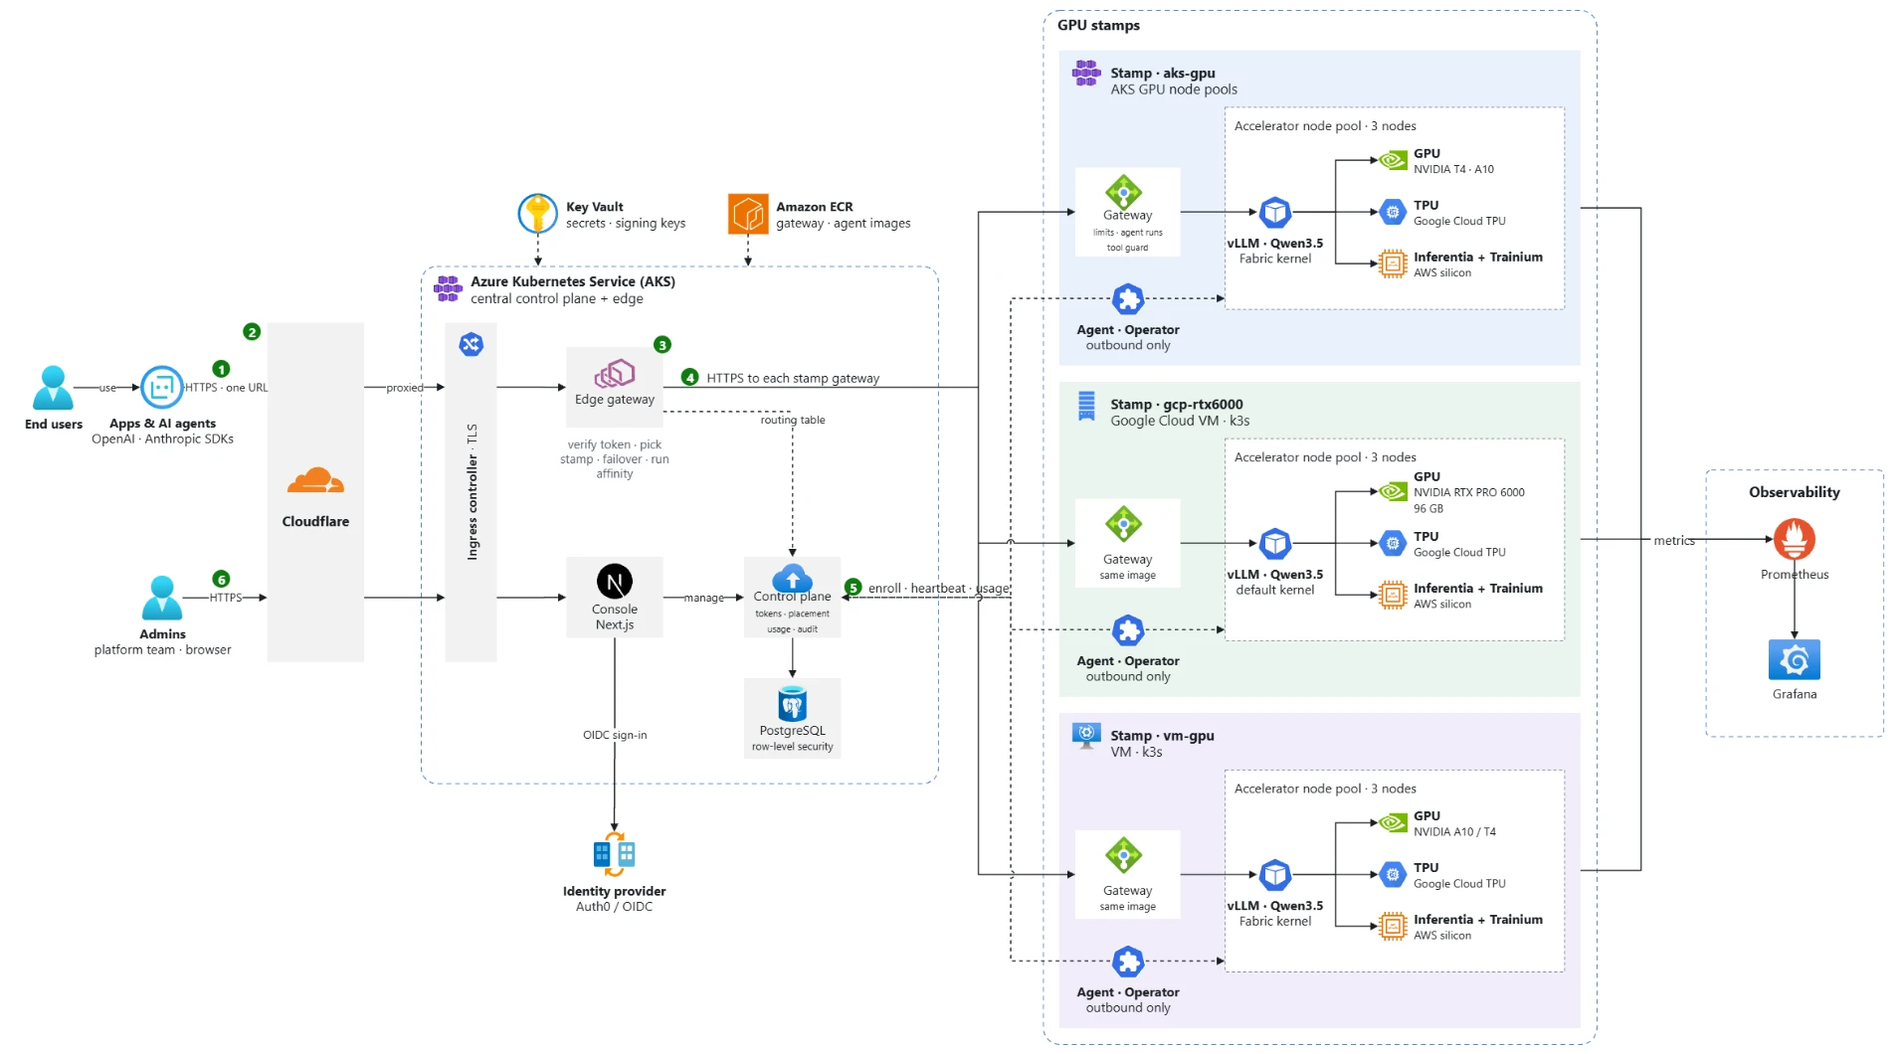 GPU stamps
Stamp · aks-gpu
AKS GPU node pools
Accelerator node pool · 3 nodes
GPU
NVIDIA T4 · A10
TPU
Google Cloud TPU
Inferentia + Trainium
AWS silicon
Gateway
limits · agent runs
tool guard
vLLM · Qwen3.5
Fabric kernel
Agent · Operator
outbound only
Key Vault
secrets · signing keys
Amazon ECR
gateway · agent images
Azure Kubernetes Service (AKS)
central control plane + edge
2
1
3
4
HTTPS to each stamp gateway
End users
use
Apps & AI agents
OpenAI · Anthropic SDKs
HTTPS · one URL
proxied
Cloudflare
Ingress controller · TLS
Edge gateway
verify token · pick
stamp · failover · run
affinity
routing table
6
HTTPS
Admins
platform team · browser
Console
Next.js
manage
Control plane
tokens · placement
usage · audit
5
enroll · heartbeat · usage
PostgreSQL
row-level security
OIDC sign-in
Identity provider
Auth0 / OIDC
Stamp · gcp-rtx6000
Google Cloud VM · k3s
Accelerator node pool · 3 nodes
GPU
NVIDIA RTX PRO 6000
96 GB
TPU
Google Cloud TPU
Inferentia + Trainium
AWS silicon
Gateway
same image
vLLM · Qwen3.5
default kernel
Agent · Operator
outbound only
Stamp · vm-gpu
VM · k3s
Accelerator node pool · 3 nodes
GPU
NVIDIA A10 / T4
TPU
Google Cloud TPU
Inferentia + Trainium
AWS silicon
Gateway
same image
vLLM · Qwen3.5
Fabric kernel
Agent · Operator
outbound only
metrics
Observability
Prometheus
Grafana